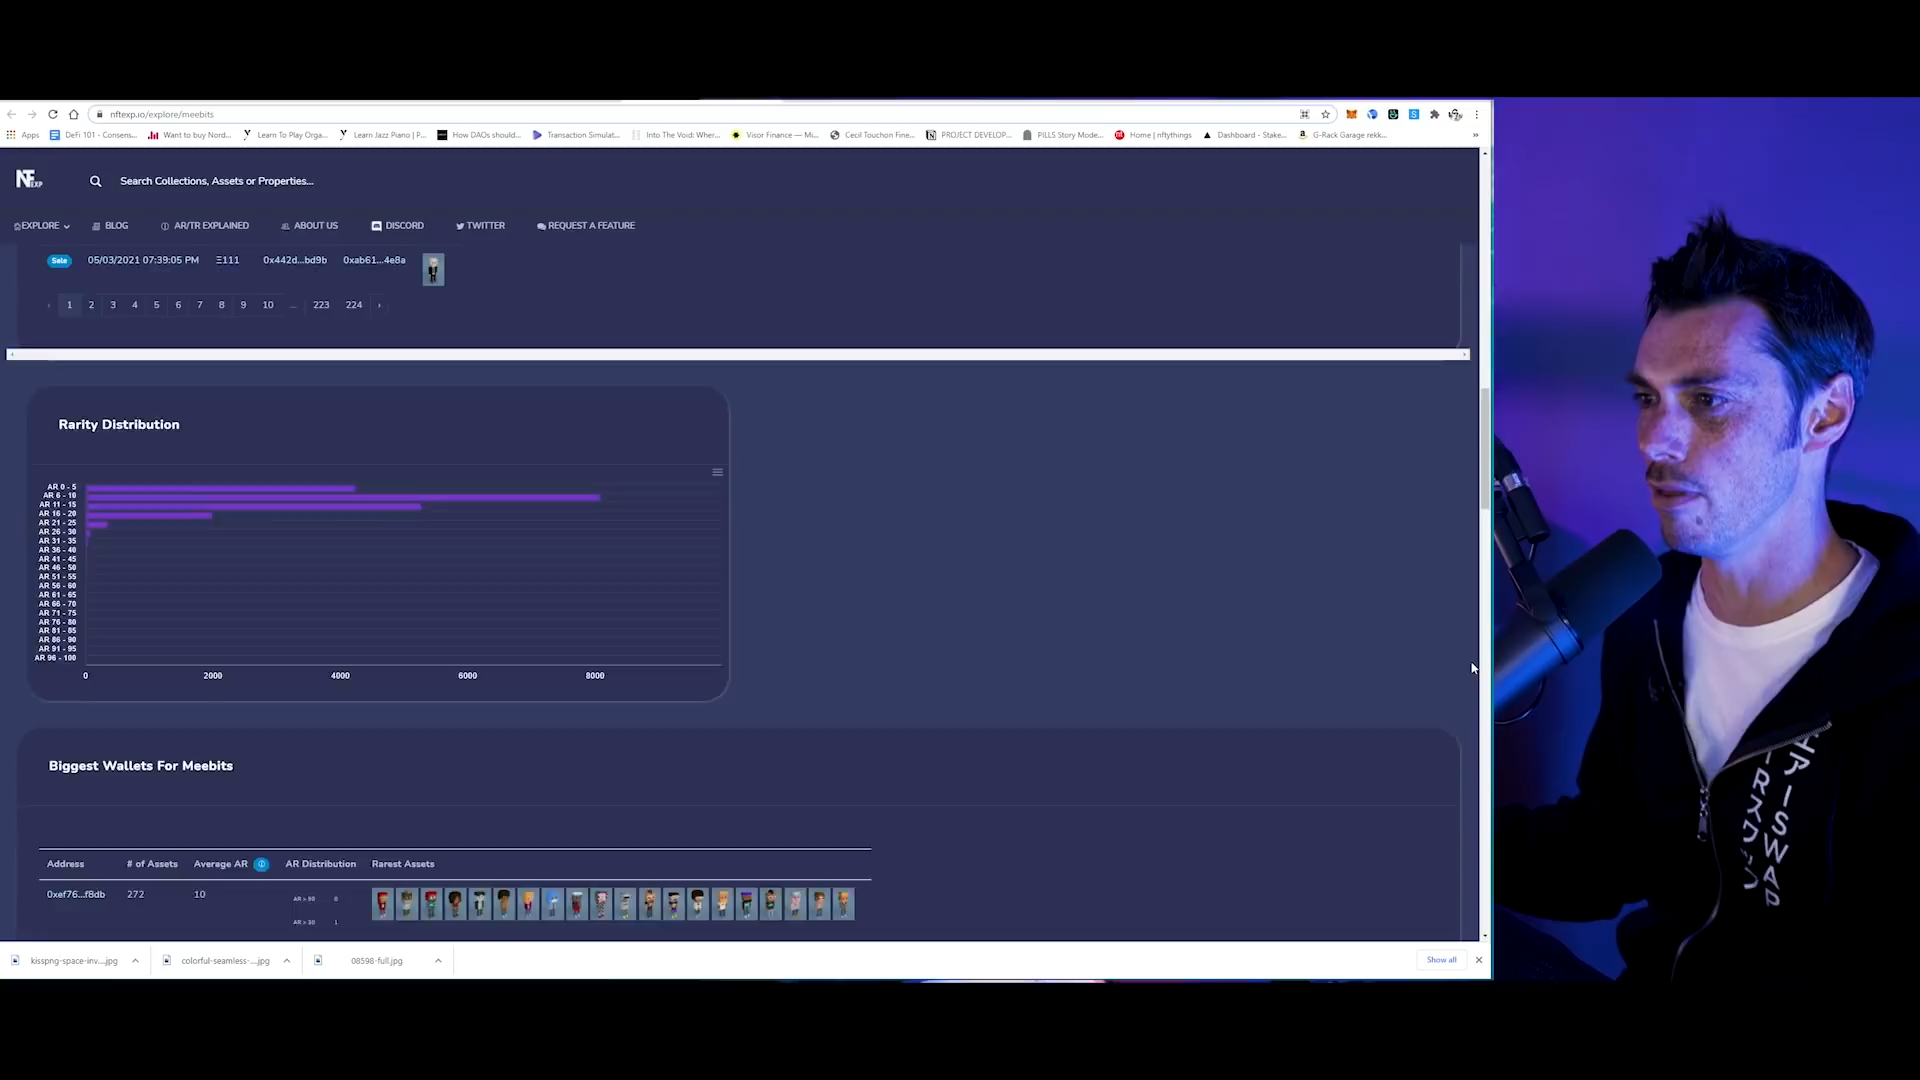 nftexp.io/explore/meebits
Apps DeFi 101 - Consens... Want to buy Nord... Learn To Play Orga... Learn Jazz Piano | P... How DAOs should... Transaction Simulat... Into The Void: Wher... Visor Finance — Mi... Cecil Touchon Fine... PROJECT DEVELOP... PILLS Story Mode... Home | nftythings Dashboard - Stake... G-Rack Garage rekk... »
NF EXP Search Collections, Assets or Properties...
EXPLORE BLOG AR/TR EXPLAINED ABOUT US DISCORD TWITTER REQUEST A FEATURE
Sale 05/03/2021 07:39:05 PM Ξ111 0x442d...bd9b 0xab61...4e8a
‹ 1 2 3 4 5 6 7 8 9 10 ... 223 224 ›
Rarity Distribution
AR 0 - 5
AR 6 - 10
AR 11 - 15
AR 16 - 20
AR 21 - 25
AR 26 - 30
AR 31 - 35
AR 36 - 40
AR 41 - 45
AR 46 - 50
AR 51 - 55
AR 56 - 60
AR 61 - 65
AR 66 - 70
AR 71 - 75
AR 76 - 80
AR 81 - 85
AR 86 - 90
AR 91 - 95
AR 96 - 100
0 2000 4000 6000 8000
Biggest Wallets For Meebits
Address # of Assets Average AR AR Distribution Rarest Assets
0xef76...f8db 272 10
AR > 50 0
AR > 30 1
kisspng-space-inv....jpg colorful-seamless-....jpg 08598-full.jpg Show all